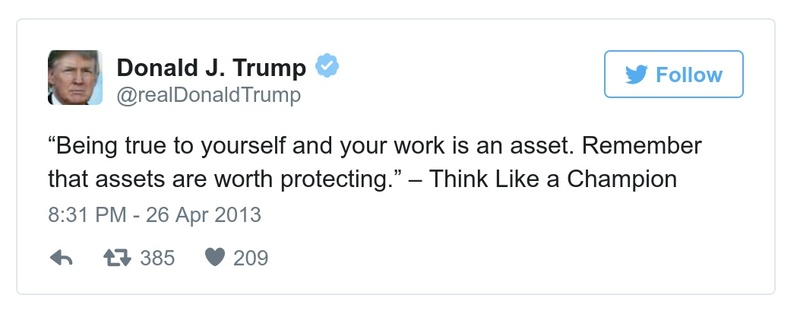 Donald J. Trump
@realDonaldTrump
Follow
“Being true to yourself and your work is an asset. Remember
that assets are worth protecting.” – Think Like a Champion
8:31 PM - 26 Apr 2013
385 209